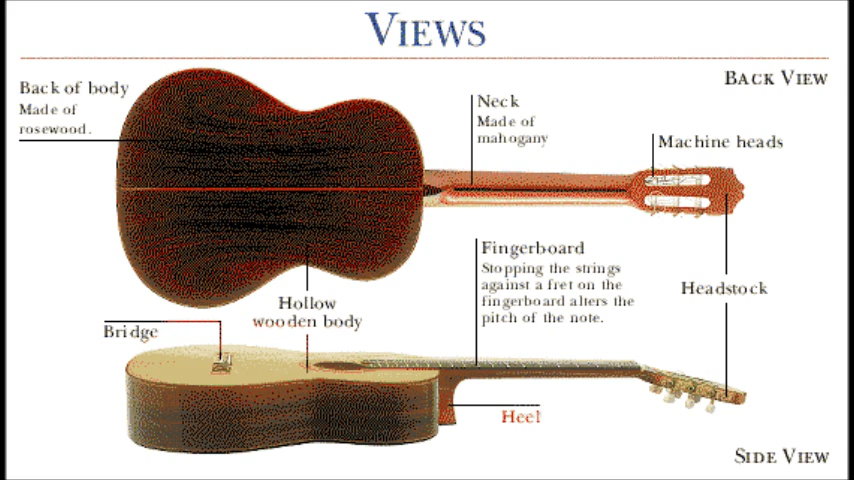 VIEWS
BACK VIEW
Back of body
Made of
rosewood.
Neck
Made of
mahogany
Machine heads
Fingerboard
Stopping the strings
against a fret on the
fingerboard alters the
pitch of the note.
Headstock
Hollow
wooden body
Bridge
Heel
SIDE VIEW